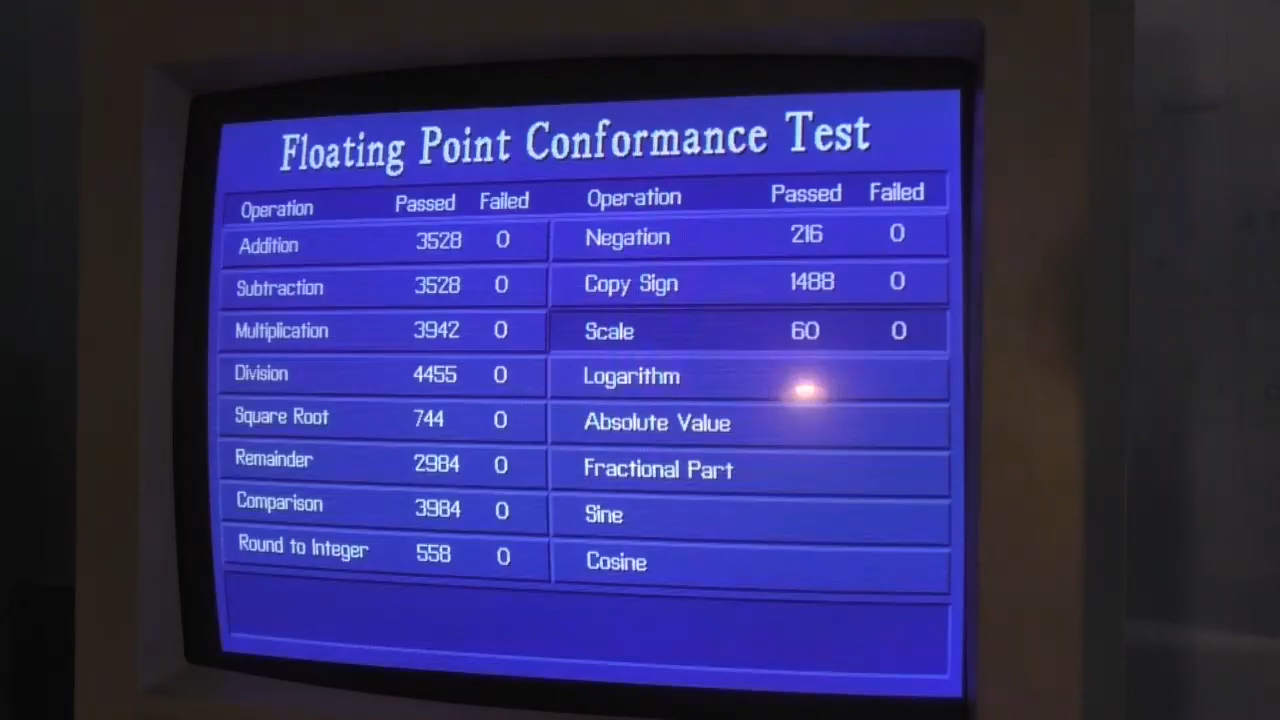 Floating Point Conformance Test
Operation Passed Failed Operation Passed Failed
Addition 3528 0 Negation 216 0
Subtraction 3528 0 Copy Sign 1488 0
Multiplication 3942 0 Scale 60 0
Division 4455 0 Logarithm
Square Root 744 0 Absolute Value
Remainder 2984 0 Fractional Part
Comparison 3984 0 Sine
Round to Integer 558 0 Cosine